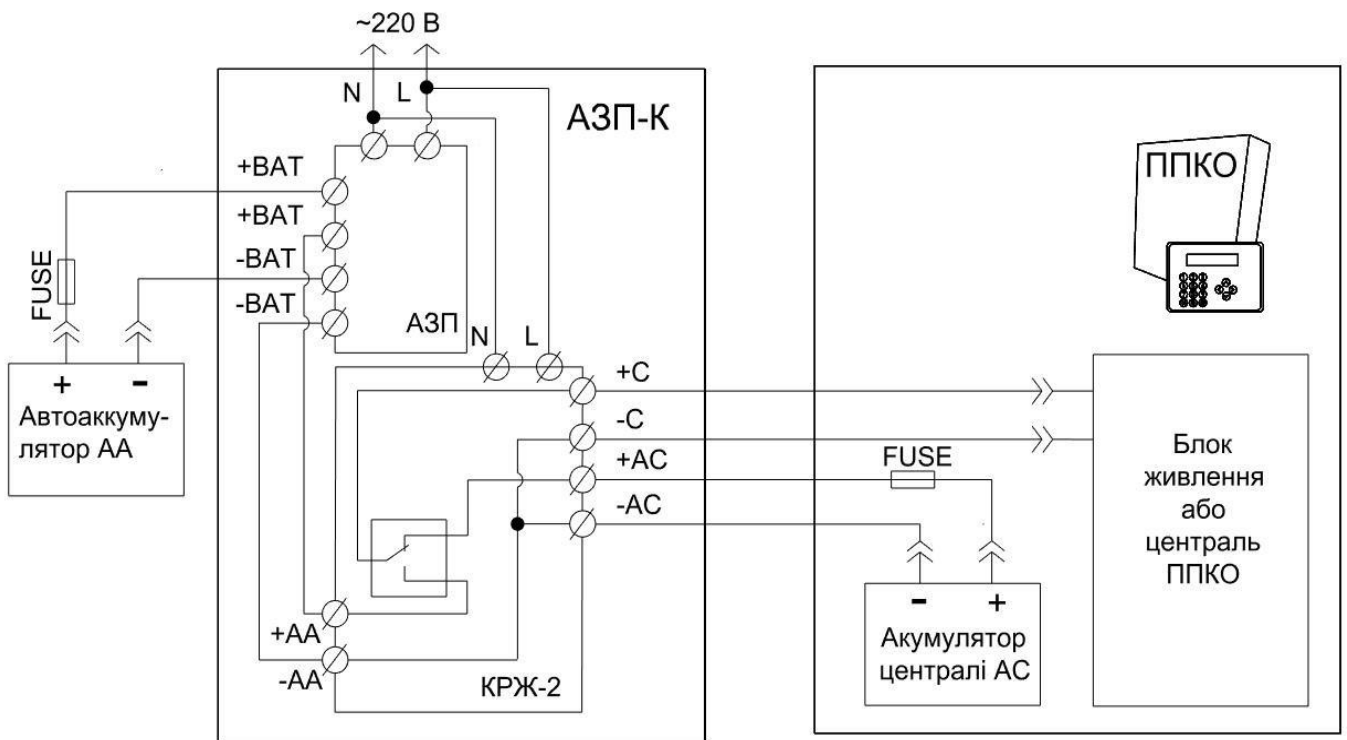 ~220 В
N
L
АЗП-К
+BAT
+BAT
-BAT
-BAT
АЗП
FUSE
+
-
Автоаккуму-
лятор АА
N
L
+C
-C
+AC
-AC
+AA
-AA
КРЖ-2
ППКО
FUSE
-
+
Акумулятор
централі АС
Блок
живлення
або
централь
ППКО